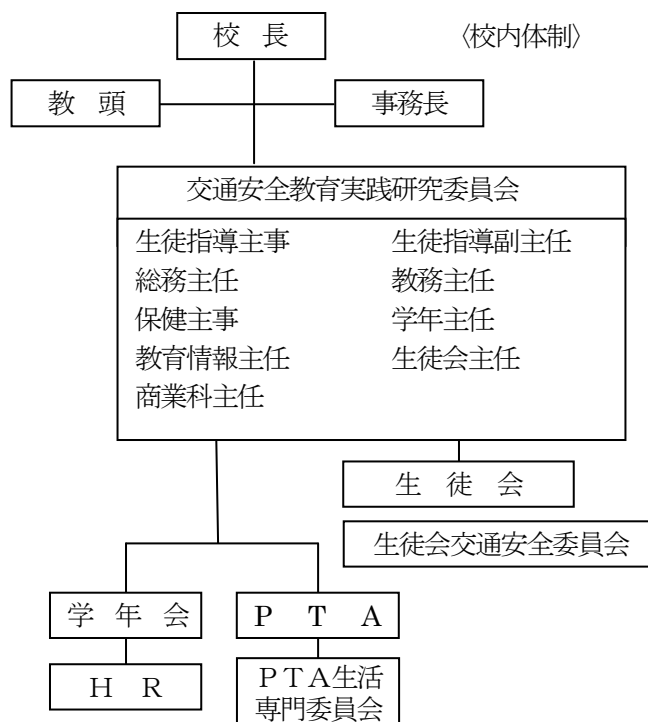 校　長　〈校内体制〉
教　頭　事務長
交通安全教育実践研究委員会
生徒指導主事　生徒指導副主任
総務主任　教務主任
保健主事　学年主任
教育情報主任　生徒会主任
商業科主任
生　徒　会
生徒会交通安全委員会
学　年　会　Ｐ　Ｔ　Ａ
Ｈ　Ｒ　ＰＴＡ生活
専門委員会